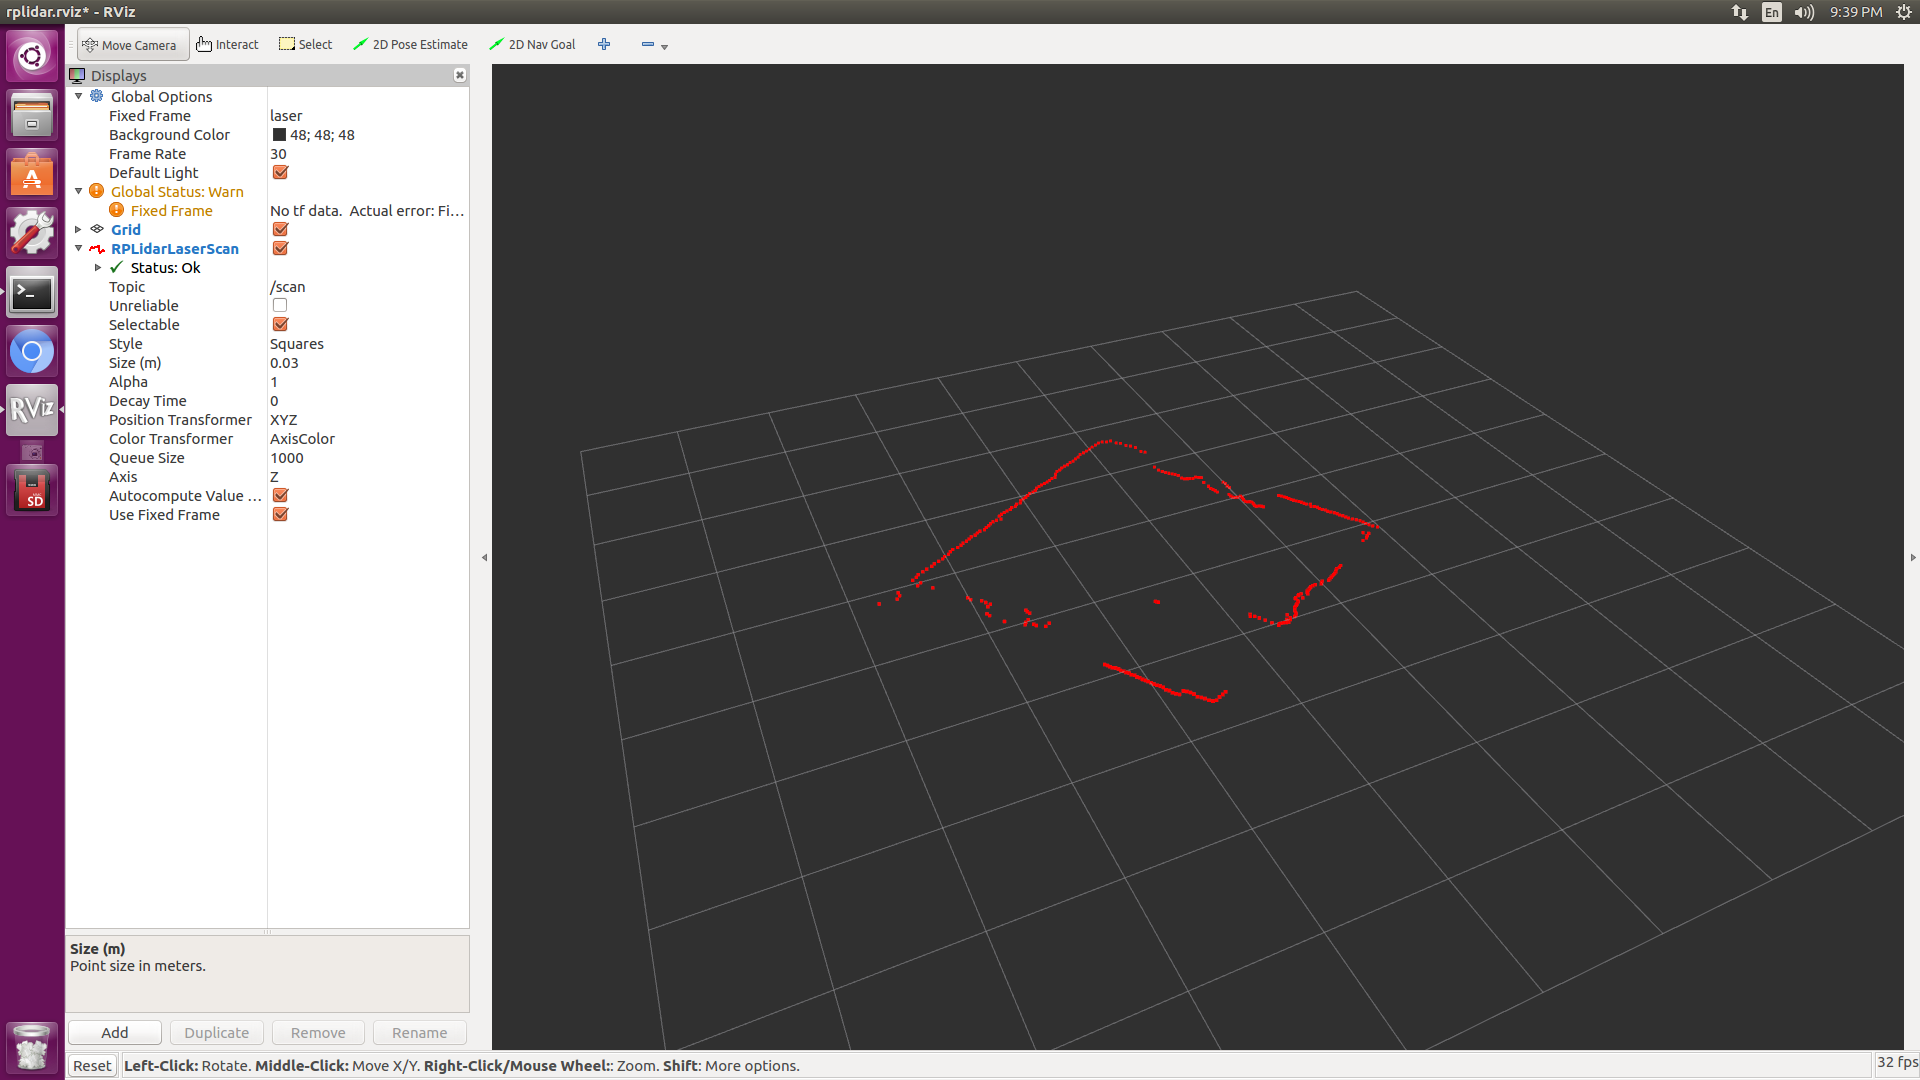 rplidar.rviz* - RViz
En
9:39 PM
Move Camera
Interact
Select
2D Pose Estimate
2D Nav Goal
Displays
Global Options
Fixed Frame laser
Background Color 48; 48; 48
Frame Rate 30
Default Light
Global Status: Warn
Fixed Frame No tf data. Actual error: Fi...
Grid
RPLidarLaserScan
Status: Ok
Topic /scan
Unreliable
Selectable
Style Squares
Size (m) 0.03
Alpha 1
Decay Time 0
Position Transformer XYZ
Color Transformer AxisColor
Queue Size 1000
Axis Z
Autocompute Value ...
Use Fixed Frame
RViz
SD
Size (m)
Point size in meters.
Add Duplicate Remove Rename
Reset Left-Click: Rotate. Middle-Click: Move X/Y. Right-Click/Mouse Wheel:: Zoom. Shift: More options. 32 fps